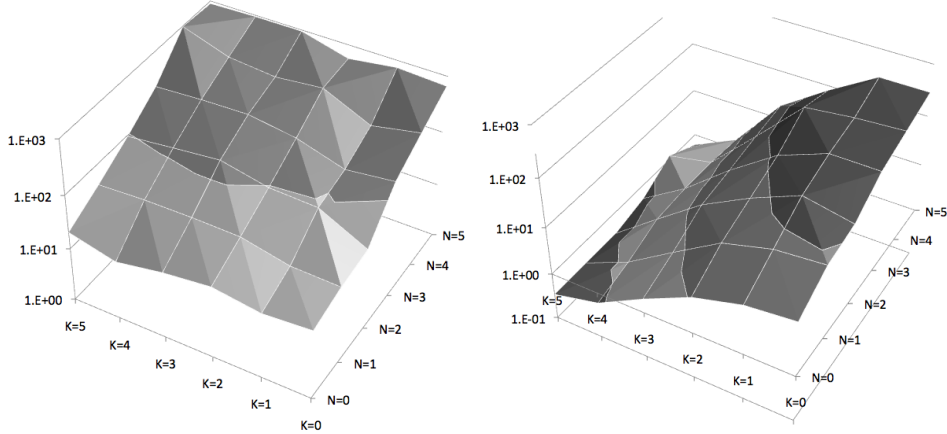 1.E+03
1.E+02
1.E+01
1.E+00
K=5
K=4
K=3
K=2
K=1
K=0
N=0
N=1
N=2
N=3
N=4
N=5
1.E+03
1.E+02
1.E+01
1.E+00
1.E-01
K=5
K=4
K=3
K=2
K=1
K=0
N=0
N=1
N=2
N=3
N=4
N=5